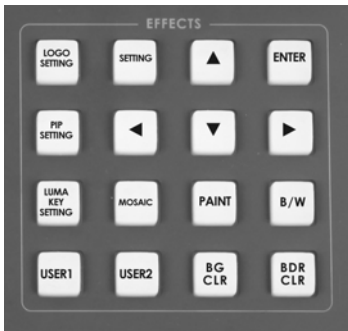 EFFECTS
LOGO
SETTING
SETTING
▲
ENTER
PIP
SETTING
◀
▼
▶
LUMA
KEY
SETTING
MOSAIC
PAINT
B/W
USER1
USER2
BG
CLR
BDR
CLR